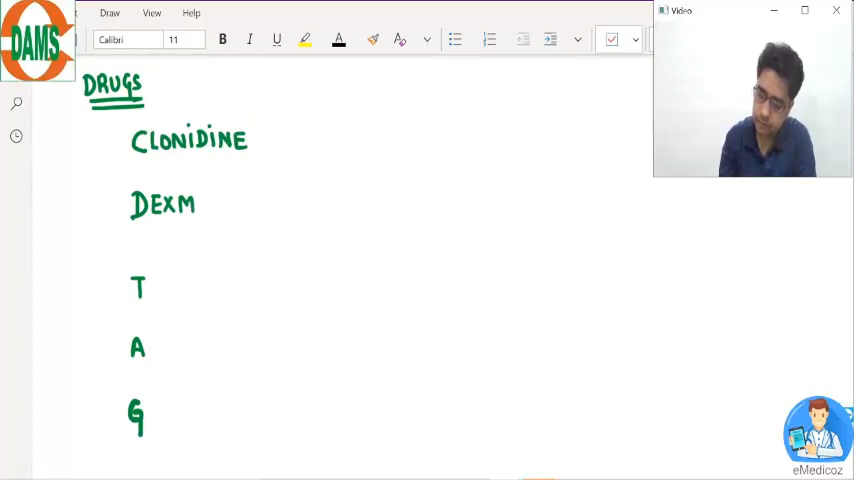 DAMS
Draw View Help
Video
Calibri 11 B I U A A
DRUGS
CLONIDINE
DEXM
T
A
G
eMedicoz